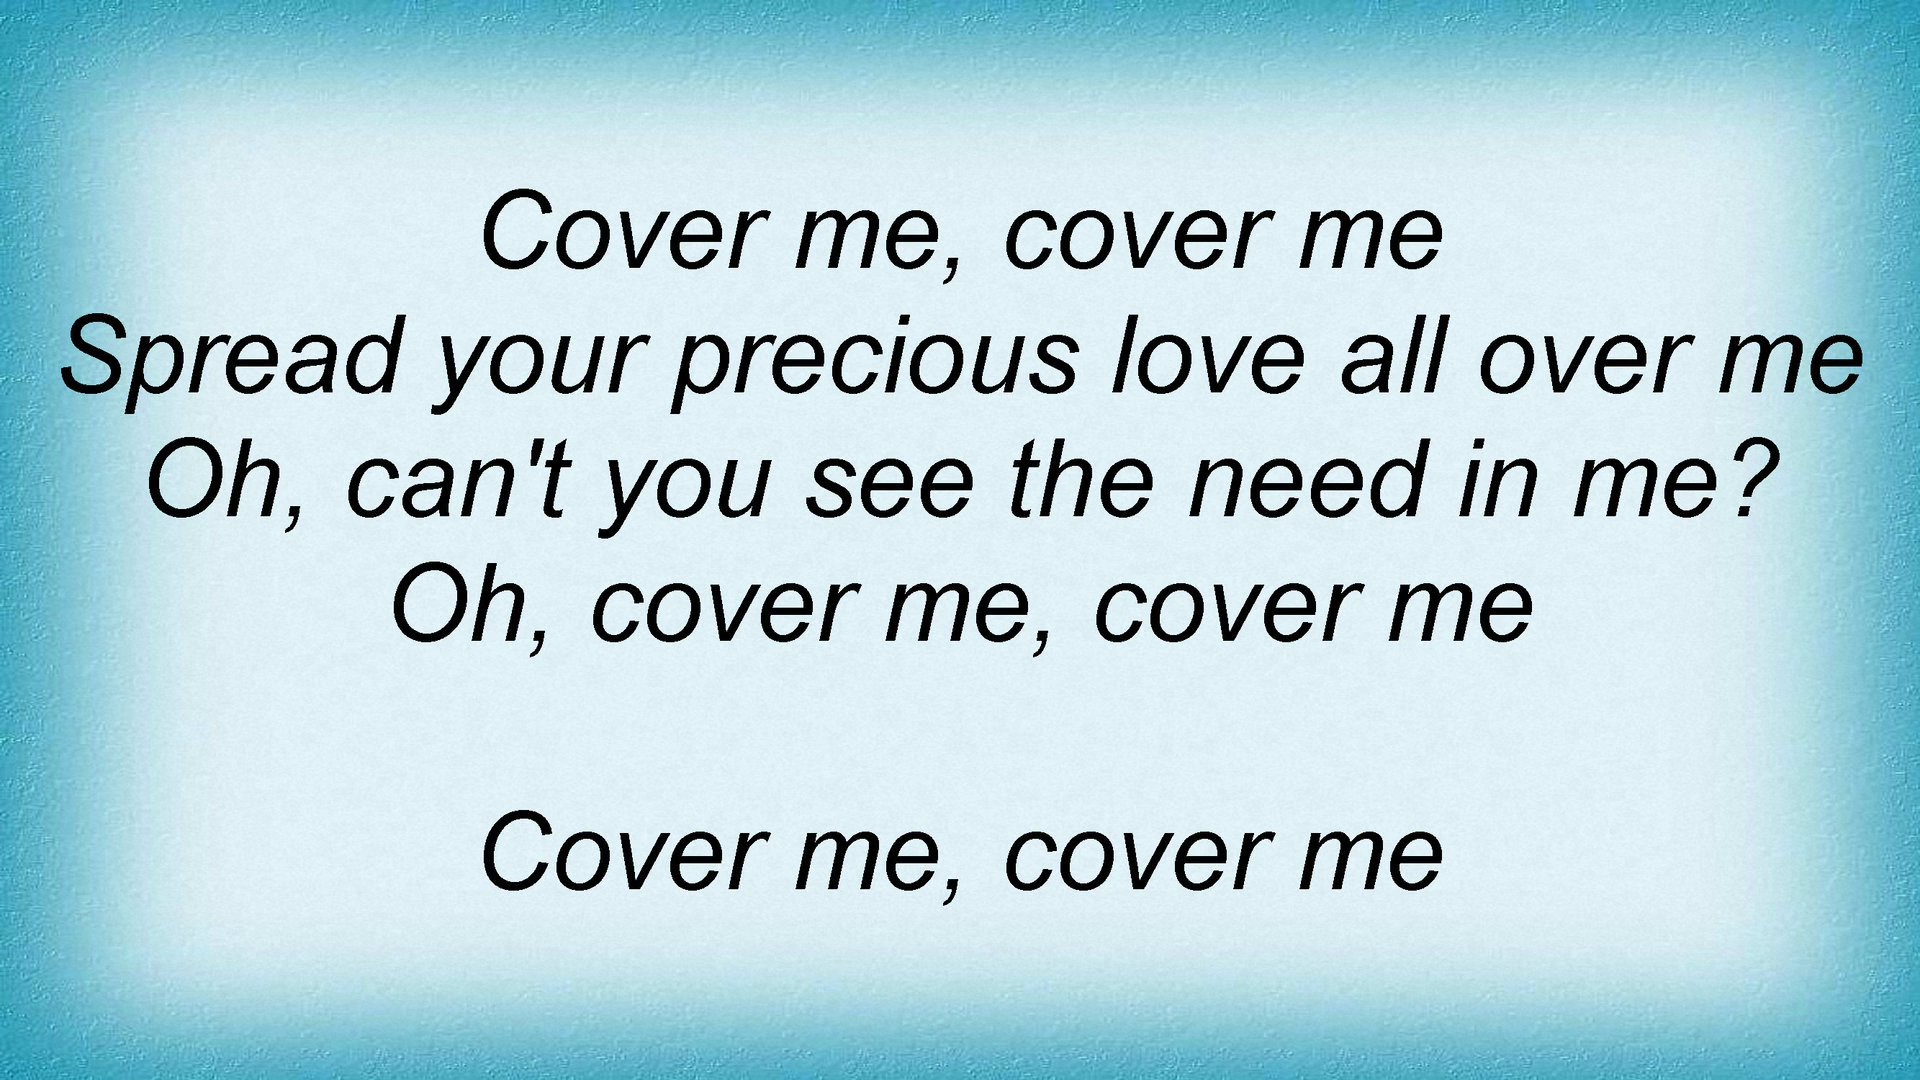 Cover me, cover me
Spread your precious love all over me
Oh, can't you see the need in me?
Oh, cover me, cover me
Cover me, cover me